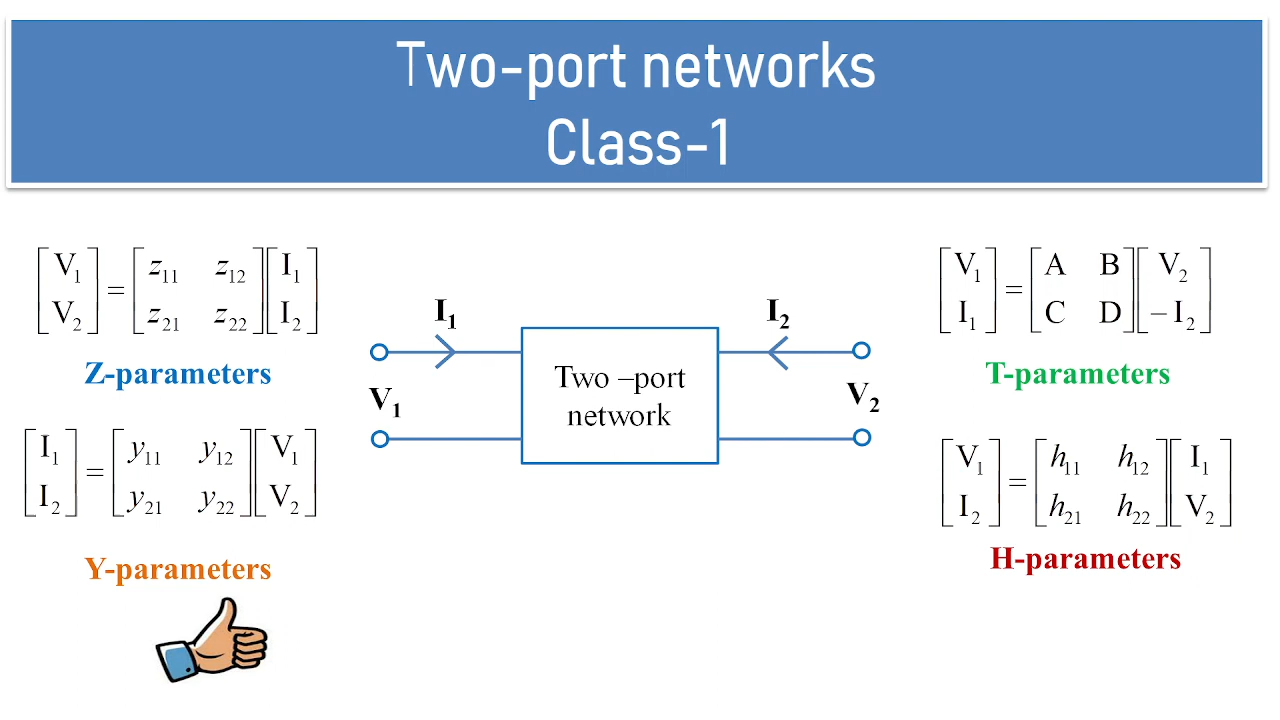 Two-port networks
Class-1
[V₁ V₂] = [z₁₁ z₁₂ z₂₁ z₂₂] [I₁ I₂]
Z-parameters
[I₁ I₂] = [y₁₁ y₁₂ y₂₁ y₂₂] [V₁ V₂]
Y-parameters
I₁
I₂
V₁
V₂
Two –port
network
[V₁ I₁] = [A B C D] [V₂ – I₂]
T-parameters
[V₁ I₂] = [h₁₁ h₁₂ h₂₁ h₂₂] [I₁ V₂]
H-parameters